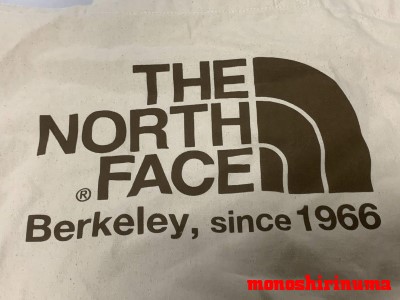 THE
NORTH
® FACE
Berkeley, since 1966
monoshirinuma